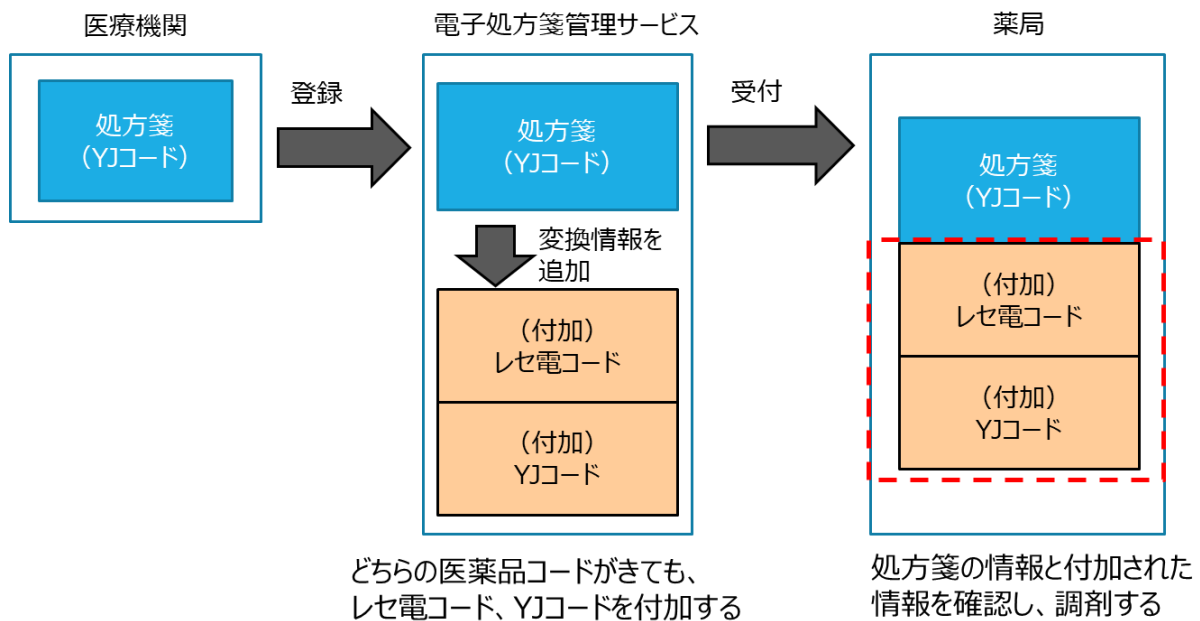 医療機関
処方箋
（YJコード）
登録
電子処方箋管理サービス
処方箋
（YJコード）
変換情報を
追加
（付加）
レセ電コード
（付加）
YJコード
どちらの医薬品コードがきても、
レセ電コード、YJコードを付加する
受付
薬局
処方箋
（YJコード）
（付加）
レセ電コード
（付加）
YJコード
処方箋の情報と付加された
情報を確認し、調剤する